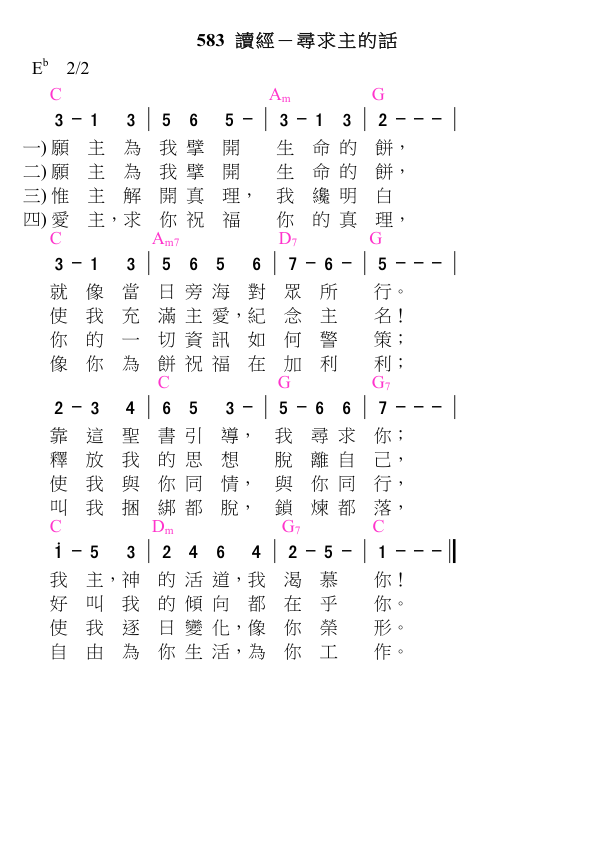 583 讀經－尋求主的話
E♭ 2/2
C Am G
3 - 1 3 | 5 6 5 - | 3 - 1 3 | 2 - - - |
一) 願 主 為 我 擘 開 生 命 的 餅，
二) 願 主 為 我 擘 開 生 命 的 餅，
三) 惟 主 解 開 真 理， 我 纔 明 白
四) 愛 主，求 你 祝 福 你 的 真 理，
C Am7 D7 G
3 - 1 3 | 5 6 5 6 | 7 - 6 - | 5 - - - |
就 像 當 日 旁 海 對 眾 所 行。
使 我 充 滿 主 愛，紀 念 主 名！
你 的 一 切 資 訊 如 何 警 策；
像 你 為 餅 祝 福 在 加 利 利；
C G G7
2 - 3 4 | 6 5 3 - | 5 - 6 6 | 7 - - - |
靠 這 聖 書 引 導， 我 尋 求 你；
釋 放 我 的 思 想 脫 離 自 己，
使 我 與 你 同 情， 與 你 同 行，
叫 我 捆 綁 都 脫， 鎖 煉 都 落，
C Dm G7 C
i - 5 3 | 2 4 6 4 | 2 - 5 - | 1 - - - ||
我 主，神 的 活 道，我 渴 慕 你！
好 叫 我 的 傾 向 都 在 乎 你。
使 我 逐 日 變 化，像 你 榮 形。
自 由 為 你 生 活，為 你 工 作。